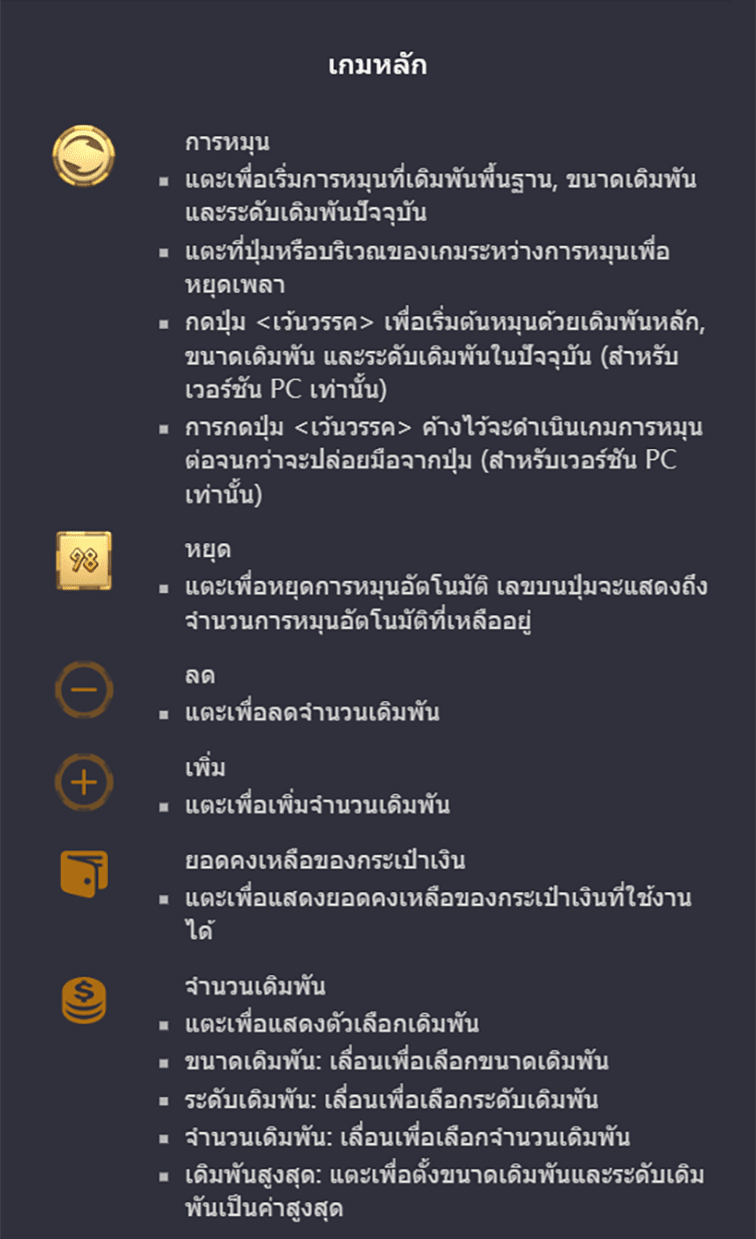 เกมหลัก
การหมุน
▪ แตะเพื่อเริ่มการหมุนที่เดิมพันพื้นฐาน, ขนาดเดิมพัน
และระดับเดิมพันปัจจุบัน
▪ แตะที่ปุ่มหรือบริเวณของเกมระหว่างการหมุนเพื่อ
หยุดเพลา
▪ กดปุ่ม <เว้นวรรค> เพื่อเริ่มต้นหมุนด้วยเดิมพันหลัก,
ขนาดเดิมพัน และระดับเดิมพันในปัจจุบัน (สำหรับ
เวอร์ชัน PC เท่านั้น)
▪ การกดปุ่ม <เว้นวรรค> ค้างไว้จะดำเนินเกมการหมุน
ต่อจนกว่าจะปล่อยมือจากปุ่ม (สำหรับเวอร์ชัน PC
เท่านั้น)
98
หยุด
▪ แตะเพื่อหยุดการหมุนอัตโนมัติ เลขบนปุ่มจะแสดงถึง
จำนวนการหมุนอัตโนมัติที่เหลืออยู่
ลด
▪ แตะเพื่อลดจำนวนเดิมพัน
เพิ่ม
▪ แตะเพื่อเพิ่มจำนวนเดิมพัน
ยอดคงเหลือของกระเป๋าเงิน
▪ แตะเพื่อแสดงยอดคงเหลือของกระเป๋าเงินที่ใช้งาน
ได้
จำนวนเดิมพัน
▪ แตะเพื่อแสดงตัวเลือกเดิมพัน
▪ ขนาดเดิมพัน: เลื่อนเพื่อเลือกขนาดเดิมพัน
▪ ระดับเดิมพัน: เลื่อนเพื่อเลือกระดับเดิมพัน
▪ จำนวนเดิมพัน: เลื่อนเพื่อเลือกจำนวนเดิมพัน
▪ เดิมพันสูงสุด: แตะเพื่อตั้งขนาดเดิมพันและระดับเดิม
พันเป็นค่าสูงสุด